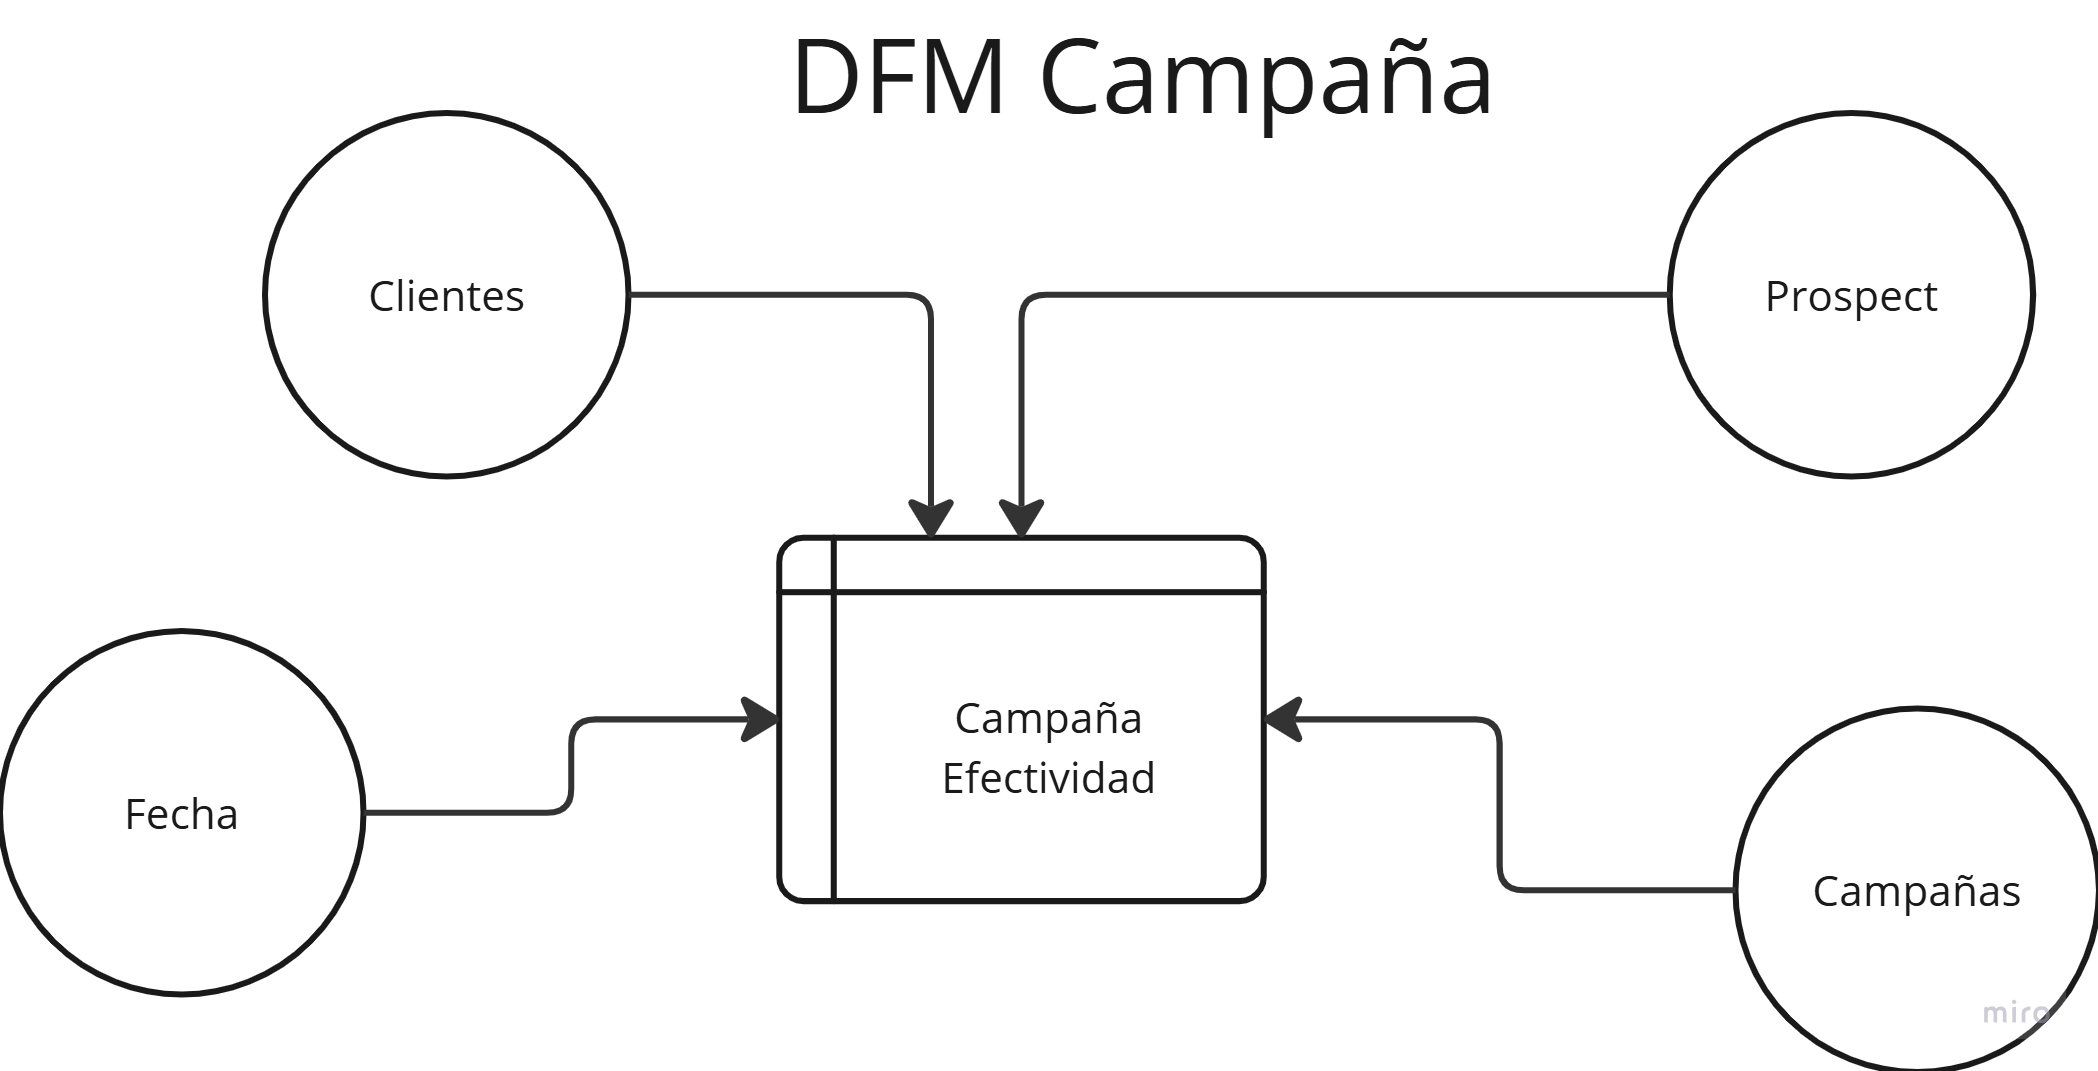 DFM Campaña
Clientes
Prospect
Campaña
Efectividad
Fecha
Campañas
miro